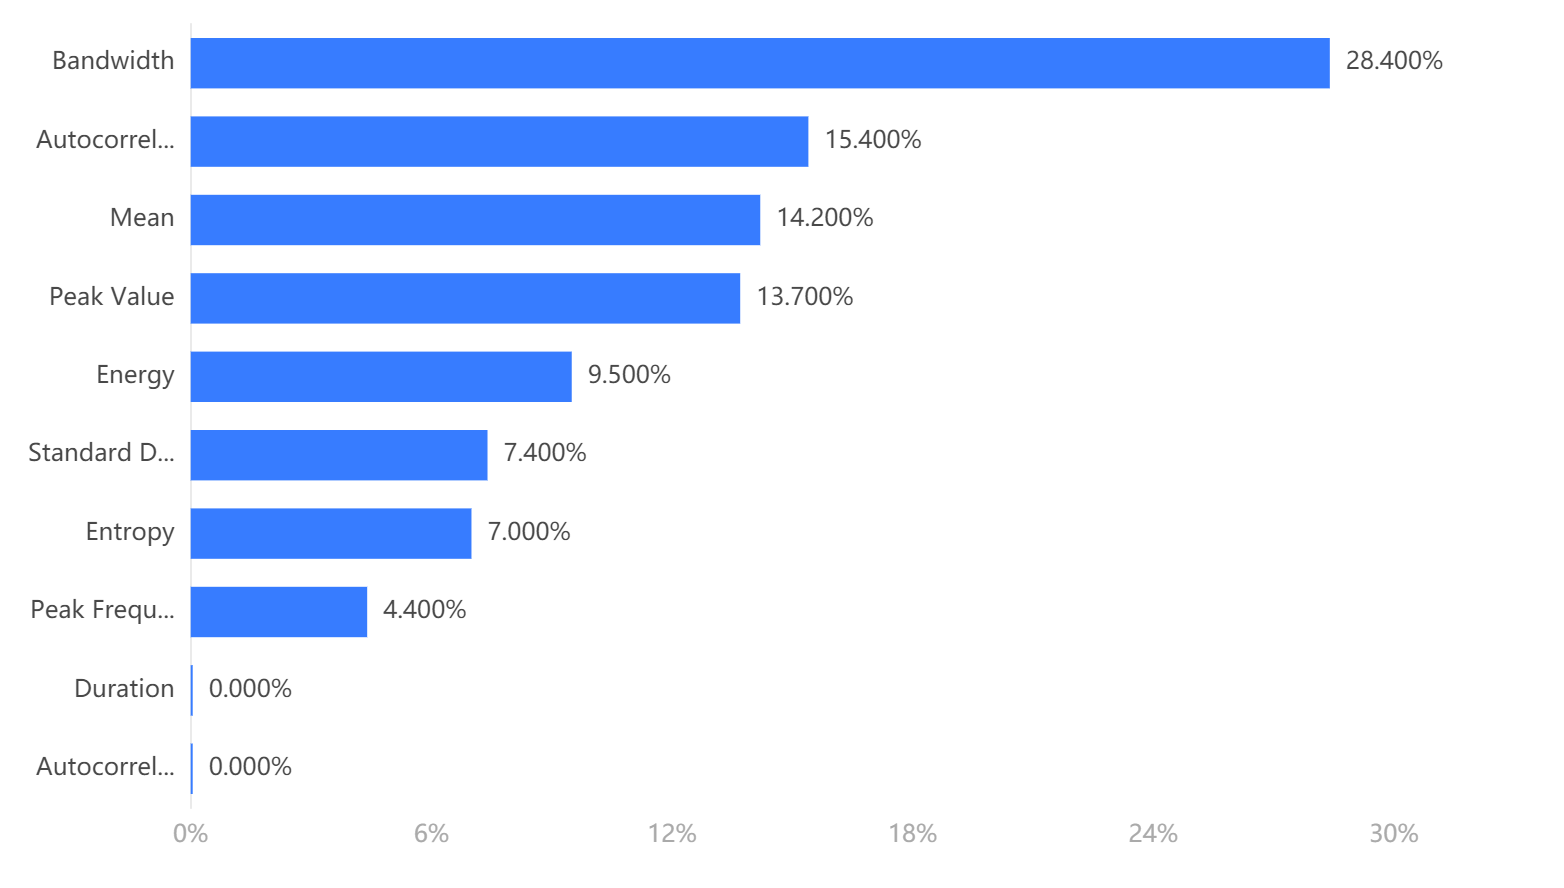 Bandwidth 28.400%
Autocorrel... 15.400%
Mean 14.200%
Peak Value 13.700%
Energy 9.500%
Standard D... 7.400%
Entropy 7.000%
Peak Frequ... 4.400%
Duration 0.000%
Autocorrel... 0.000%
0% 6% 12% 18% 24% 30%